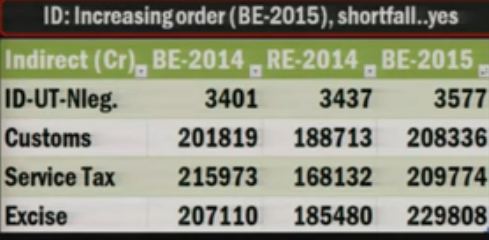 ID: Increasing order (BE-2015), shortfall..yes
Indirect (Cr) BE-2014 RE-2014 BE-2015
ID-UT-Nleg. 3401 3437 3577
Customs 201819 188713 208336
Service Tax 215973 168132 209774
Excise 207110 185480 229808